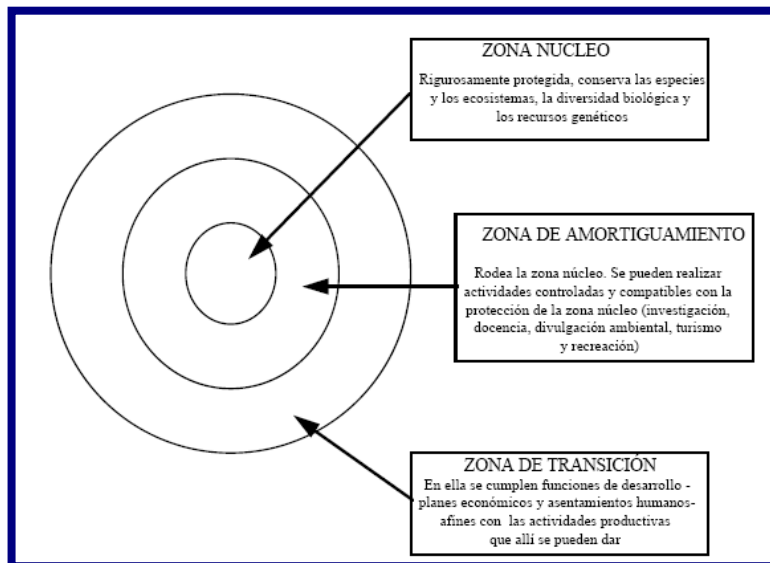 ZONA NUCLEO
Rigurosamente protegida, conserva las especies
y los ecosistemas, la diversidad biológica y
los recursos genéticos
ZONA DE AMORTIGUAMIENTO
Rodea la zona núcleo. Se pueden realizar
actividades controladas y compatibles con la
protección de la zona núcleo (investigación,
docencia, divulgación ambiental, turismo
y recreación)
ZONA DE TRANSICIÓN
En ella se cumplen funciones de desarrollo -
planes económicos y asentamientos humanos-
afines con las actividades productivas
que allí se pueden dar